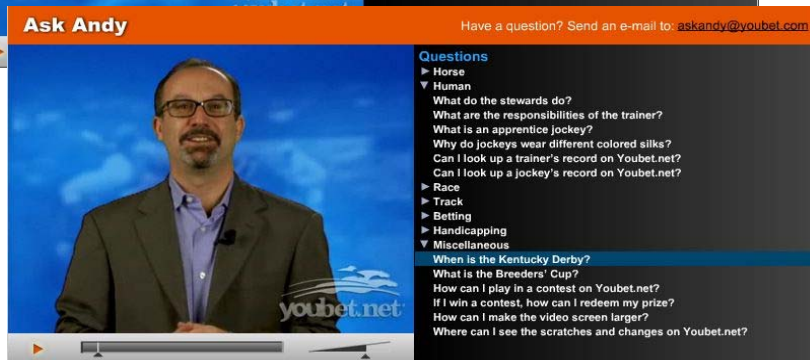 Ask Andy
Have a question? Send an e-mail to: askandy@youbet.com
Questions
Horse
Human
What do the stewards do?
What are the responsibilities of the trainer?
What is an apprentice jockey?
Why do jockeys wear different colored silks?
Can I look up a trainer's record on Youbet.net?
Can I look up a jockey's record on Youbet.net?
Race
Track
Betting
Handicapping
Miscellaneous
When is the Kentucky Derby?
What is the Breeders' Cup?
How can I play in a contest on Youbet.net?
If I win a contest, how can I redeem my prize?
How can I make the video screen larger?
Where can I see the scratches and changes on Youbet.net?
youbet.net